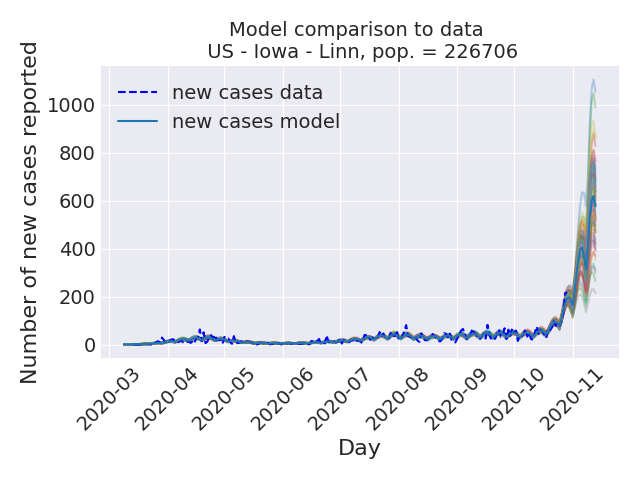 Model comparison to data
US - Iowa - Linn, pop. = 226706
Number of new cases reported
1000
800
600
400
200
0
new cases data
new cases model
2020-03
2020-04
2020-05
2020-06
2020-07
2020-08
2020-09
2020-10
2020-11
Day